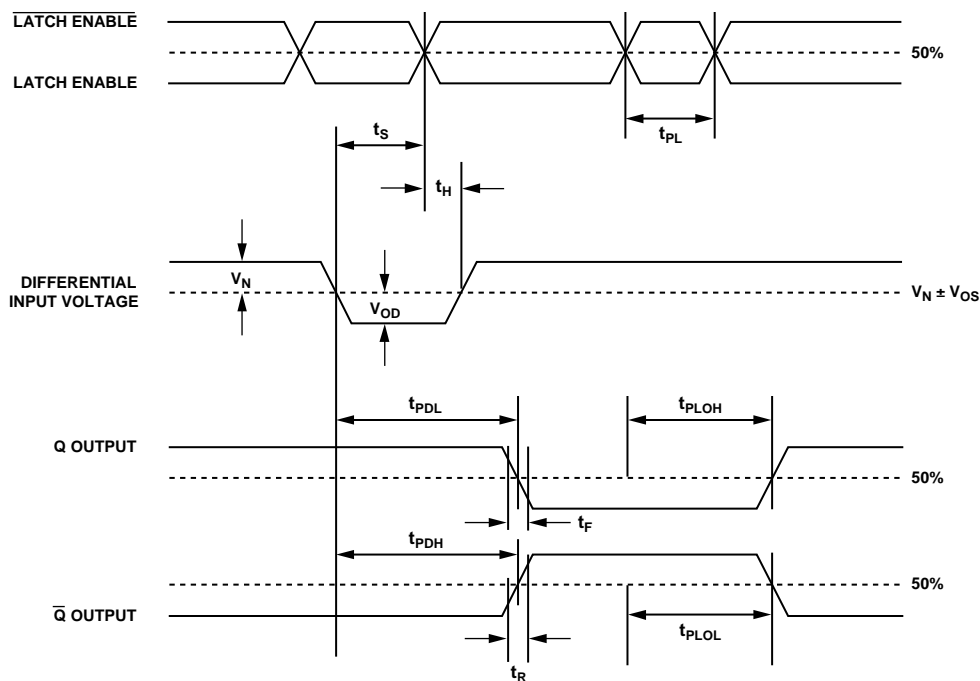 LATCH ENABLE
50%
LATCH ENABLE
tS
tPL
tH
VN
DIFFERENTIAL
INPUT VOLTAGE
VOD
VN ± VOS
tPDL
tPLOH
Q OUTPUT
50%
tF
tPDH
50%
Q̅ OUTPUT
tPLOL
tR